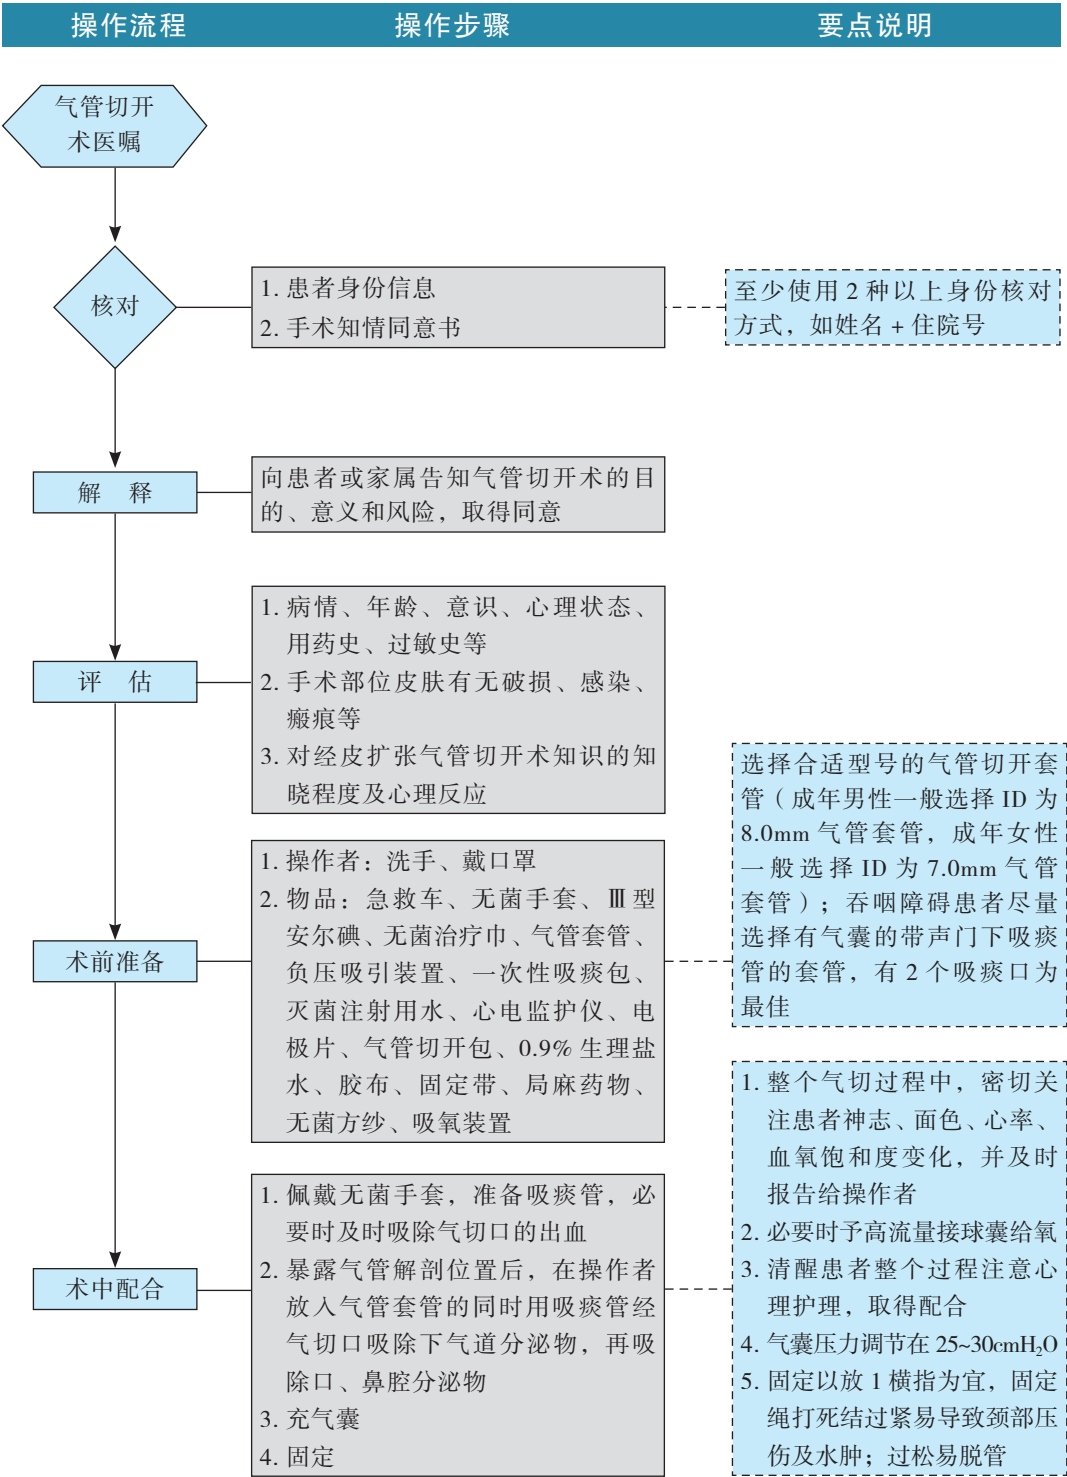 操作流程
操作步骤
要点说明
气管切开
术医嘱
核对
1. 患者身份信息
2. 手术知情同意书
至少使用 2 种以上身份核对
方式，如姓名 + 住院号
解 释
向患者或家属告知气管切开术的目
的、意义和风险，取得同意
评 估
1. 病情、年龄、意识、心理状态、
用药史、过敏史等
2. 手术部位皮肤有无破损、感染、
瘢痕等
3. 对经皮扩张气管切开术知识的知
晓程度及心理反应
术前准备
1. 操作者：洗手、戴口罩
2. 物品：急救车、无菌手套、Ⅲ 型
安尔碘、无菌治疗巾、气管套管、
负压吸引装置、一次性吸痰包、
灭菌注射用水、心电监护仪、电
极片、气管切开包、0.9% 生理盐
水、胶布、固定带、局麻药物、
无菌方纱、吸氧装置
选择合适型号的气管切开套
管（成年男性一般选择 ID 为
8.0mm 气管套管，成年女性
一般选择 ID 为 7.0mm 气管
套管）；吞咽障碍患者尽量
选择有气囊的带声门下吸痰
管的套管，有 2 个吸痰口为
最佳
术中配合
1. 佩戴无菌手套，准备吸痰管，必
要时及时吸除气切口的出血
2. 暴露气管解剖位置后，在操作者
放入气管套管的同时用吸痰管经
气切口吸除下气道分泌物，再吸
除口、鼻腔分泌物
3. 充气囊
4. 固定
1. 整个气切过程中，密切关
注患者神志、面色、心率、
血氧饱和度变化，并及时
报告给操作者
2. 必要时予高流量接球囊给氧
3. 清醒患者整个过程注意心
理护理，取得配合
4. 气囊压力调节在 25~30cmH₂O
5. 固定以放 1 横指为宜，固定
绳打死结过紧易导致颈部压
伤及水肿；过松易脱管